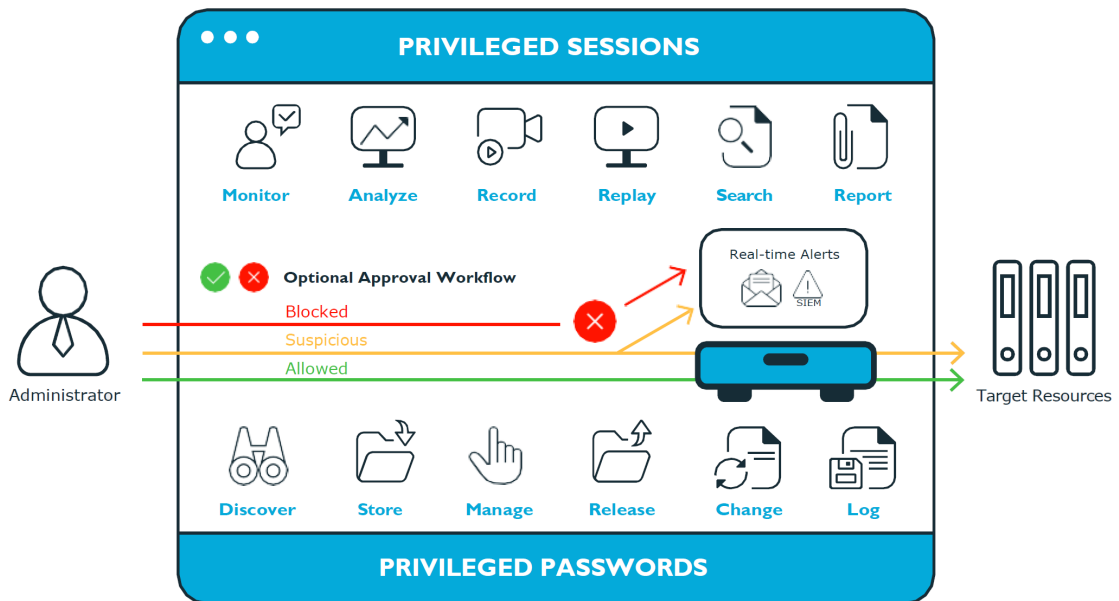 PRIVILEGED SESSIONS
Monitor
Analyze
Record
Replay
Search
Report
Real-time Alerts
SIEM
Optional Approval Workflow
Blocked
Suspicious
Allowed
Administrator
Target Resources
Discover
Store
Manage
Release
Change
Log
PRIVILEGED PASSWORDS